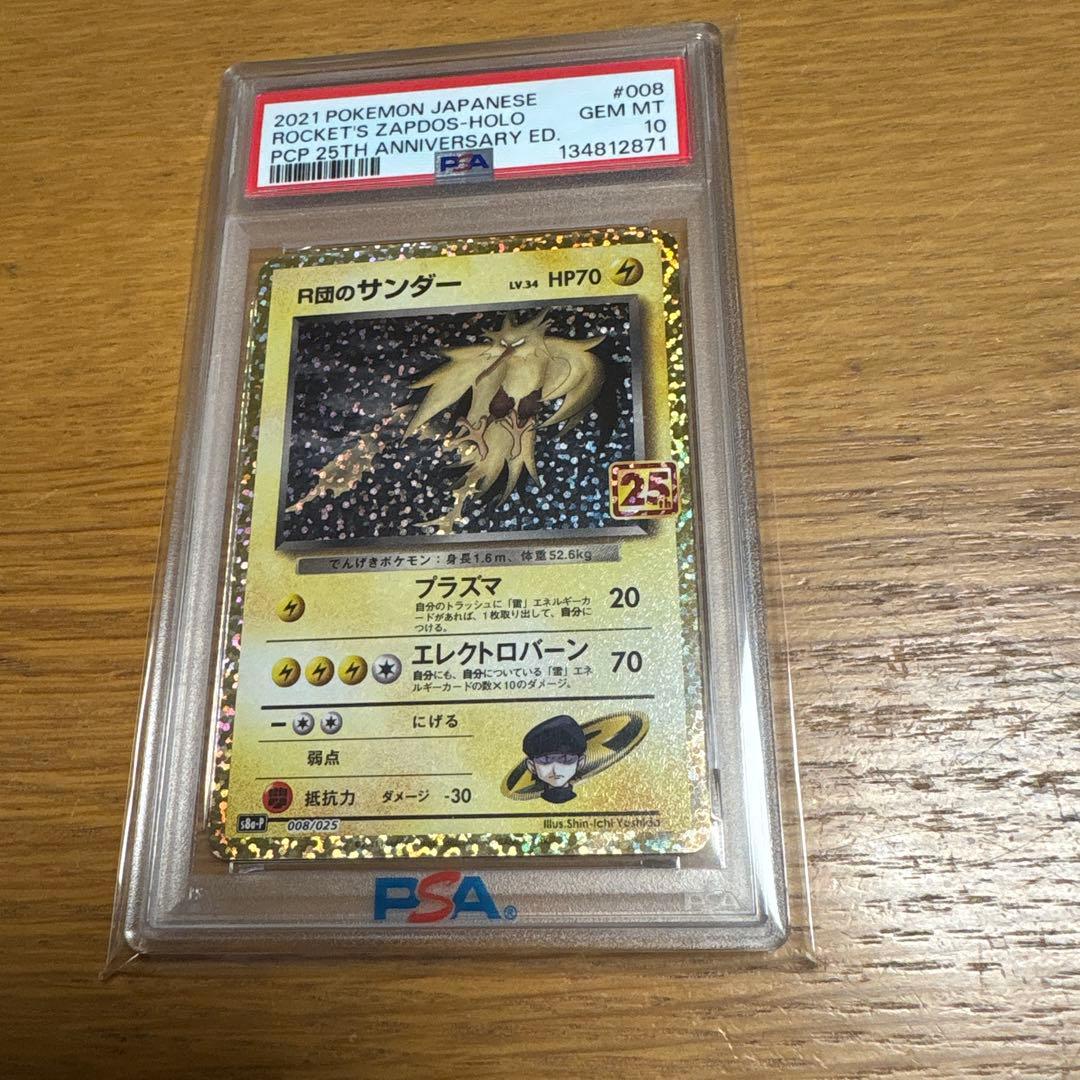 2021 POKEMON JAPANESE #008
ROCKET'S ZAPDOS-HOLO GEM MT
PCP 25TH ANNIVERSARY ED. 10
PSA 134812871
R団のサンダー LV.34 HP70
25th
でんげきポケモン：身長1.6m、体重52.6kg
プラズマ 20
自分のトラッシュに「雷」エネルギーカ
ードがあれば、1枚取り出して、自分に
つける。
エレクトロバーン 70
自分にも、自分についている「雷」エネ
ルギーカードの数×10のダメージ。
にげる
弱点
抵抗力 ダメージ -30
s8a-P 008/025 Illus.Shin-ichi Yoshida
PSA®